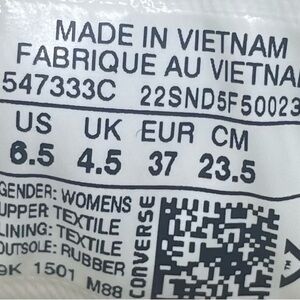 MADE IN VIETNAM
FABRIQUE AU VIETNA
547333C 22SND5F50023
US UK EUR CM
6.5 4.5 37 23.5
GENDER: WOMENS
UPPER: TEXTILE
LINING: TEXTILE
OUTSOLE: RUBBER
9K 1501 M88
CONVERSE